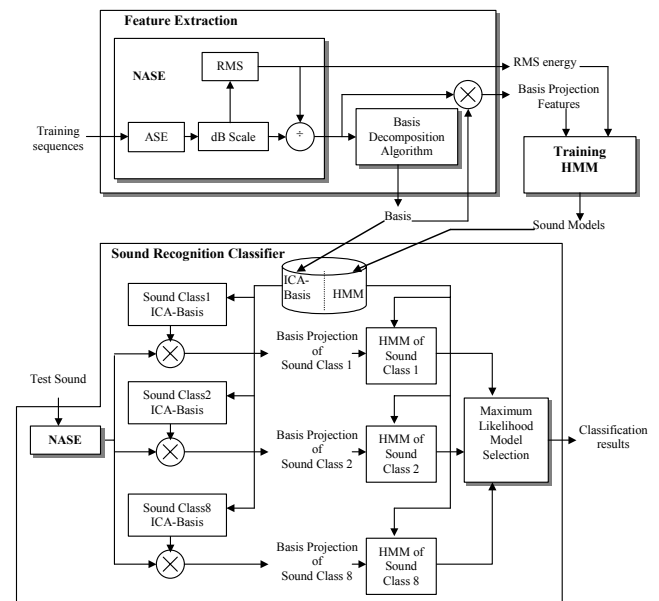 Feature Extraction
NASE
RMS
RMS energy
Basis Projection
Features
Training
sequences
ASE
dB Scale
÷
Basis
Decomposition
Algorithm
Training
HMM
Basis
Sound Models
Sound Recognition Classifier
ICA-
Basis
HMM
Sound Class1
ICA-Basis
Basis Projection
of
Sound Class 1
HMM of
Sound
Class 1
Test Sound
NASE
Sound Class2
ICA-Basis
Basis Projection
of
Sound Class 2
HMM of
Sound
Class 2
Maximum
Likelihood
Model
Selection
Classification
results
Sound Class8
ICA-Basis
Basis Projection
of
Sound Class 8
HMM of
Sound
Class 8